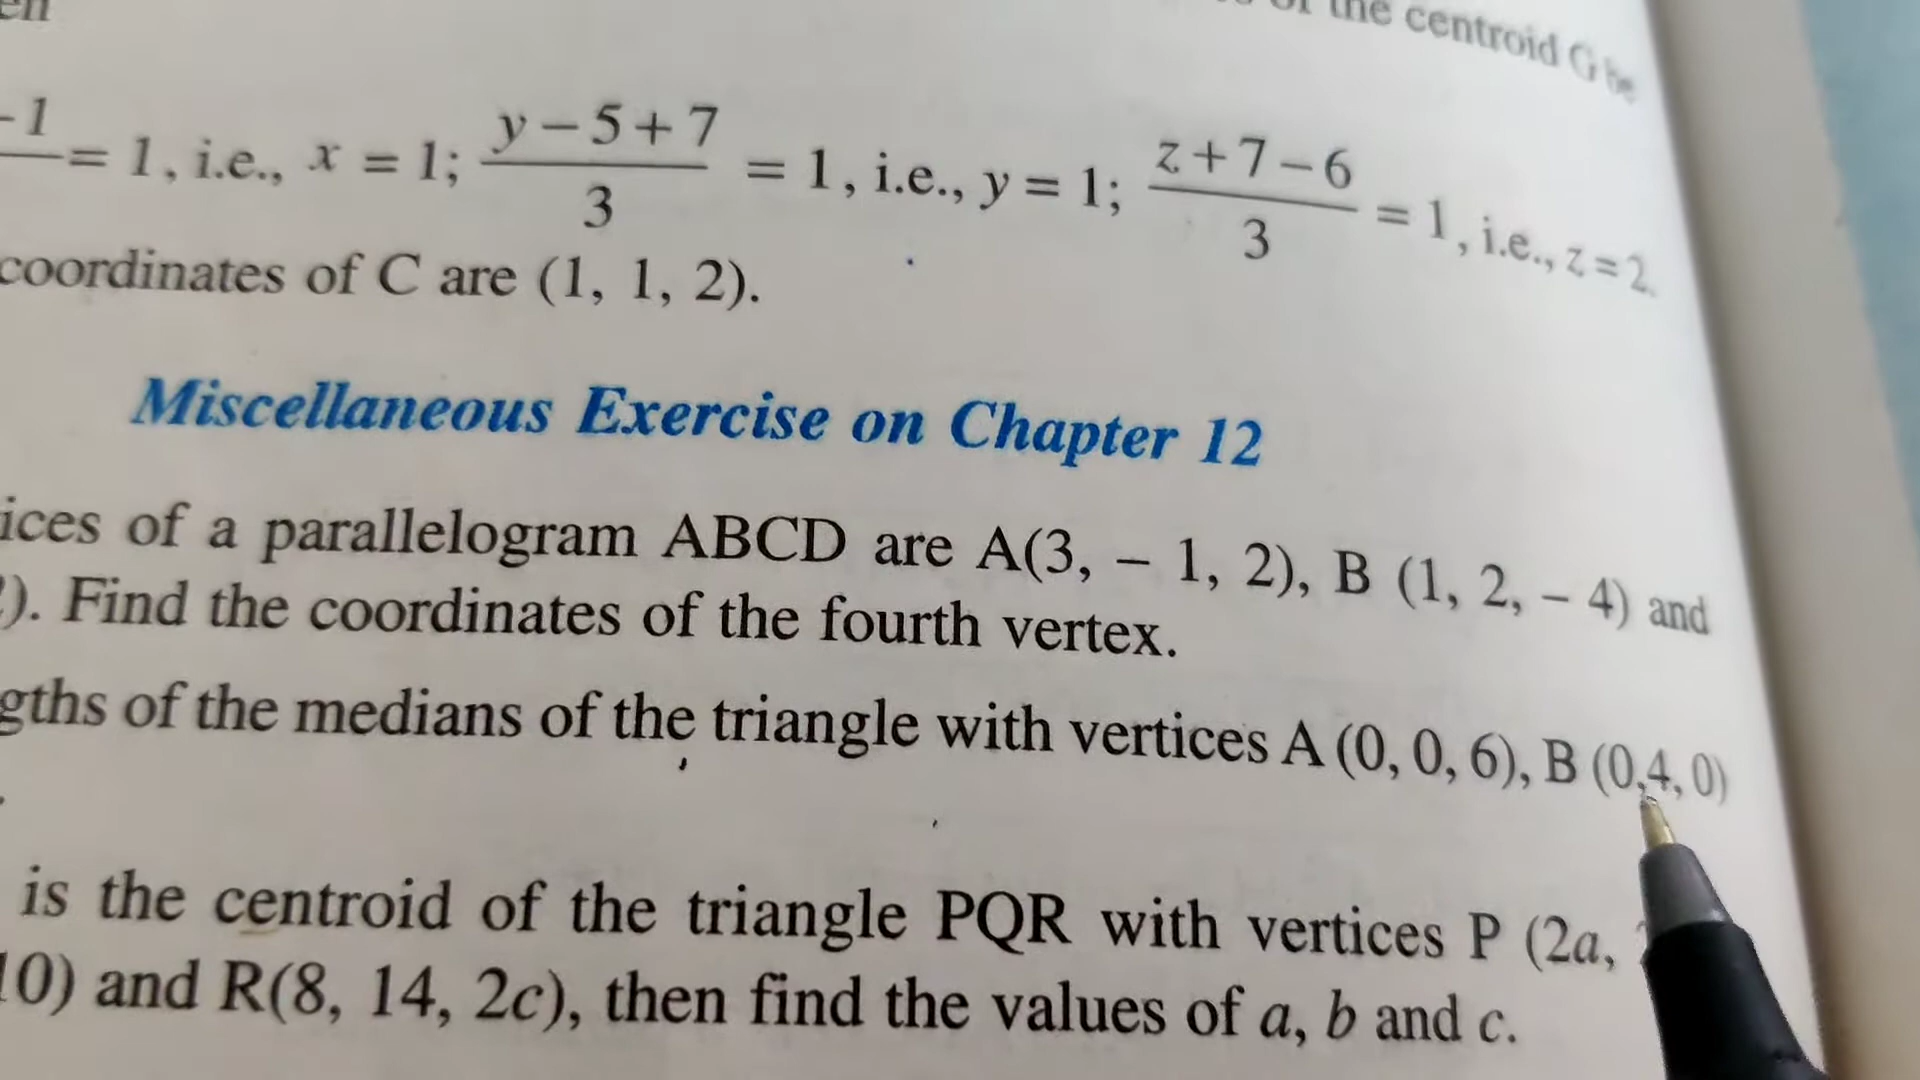 of the centroid G be
-1/ = 1, i.e., x = 1; (y – 5 + 7)/3 = 1, i.e., y = 1; (z + 7 – 6)/3 = 1, i.e., z = 2.
coordinates of C are (1, 1, 2).
Miscellaneous Exercise on Chapter 12
ices of a parallelogram ABCD are A(3, – 1, 2), B (1, 2, – 4) and
). Find the coordinates of the fourth vertex.
gths of the medians of the triangle with vertices A (0, 0, 6), B (0,4, 0)
is the centroid of the triangle PQR with vertices P (2a,
10) and R(8, 14, 2c), then find the values of a, b and c.